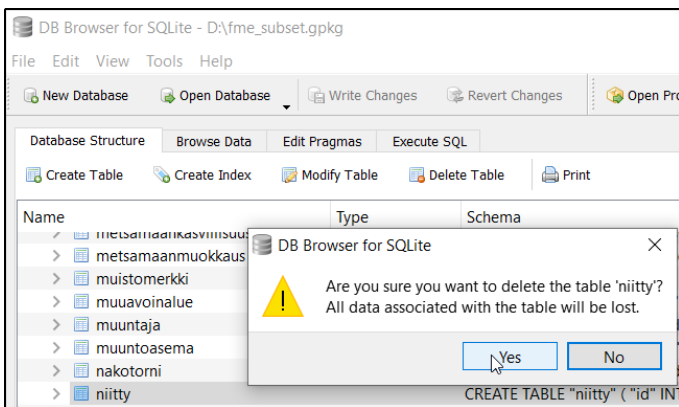 DB Browser for SQLite - D:\fme_subset.gpkg
File Edit View Tools Help
New Database Open Database Write Changes Revert Changes Open Pro
Database Structure Browse Data Edit Pragmas Execute SQL
Create Table Create Index Modify Table Delete Table Print
Name Type Schema
metsamaankasvillisuus
metsamaanmuokkaus
muistomerkki
muuavoinalue
muuntaja
muuntoasema
nakotorni
niitty CREATE TABLE "niitty" ( "id" INT
DB Browser for SQLite
Are you sure you want to delete the table 'niitty'?
All data associated with the table will be lost.
Yes No